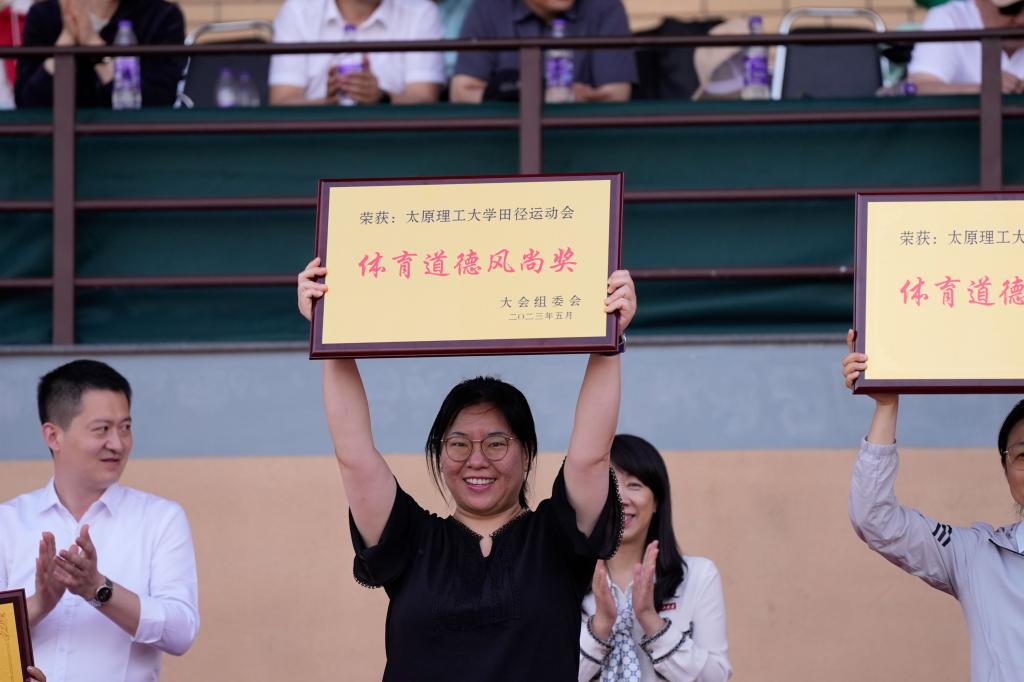 荣获：太原理工大学田径运动会
体育道德风尚奖
大会组委会
二〇二三年五月
荣获：太原理工大
体育道德